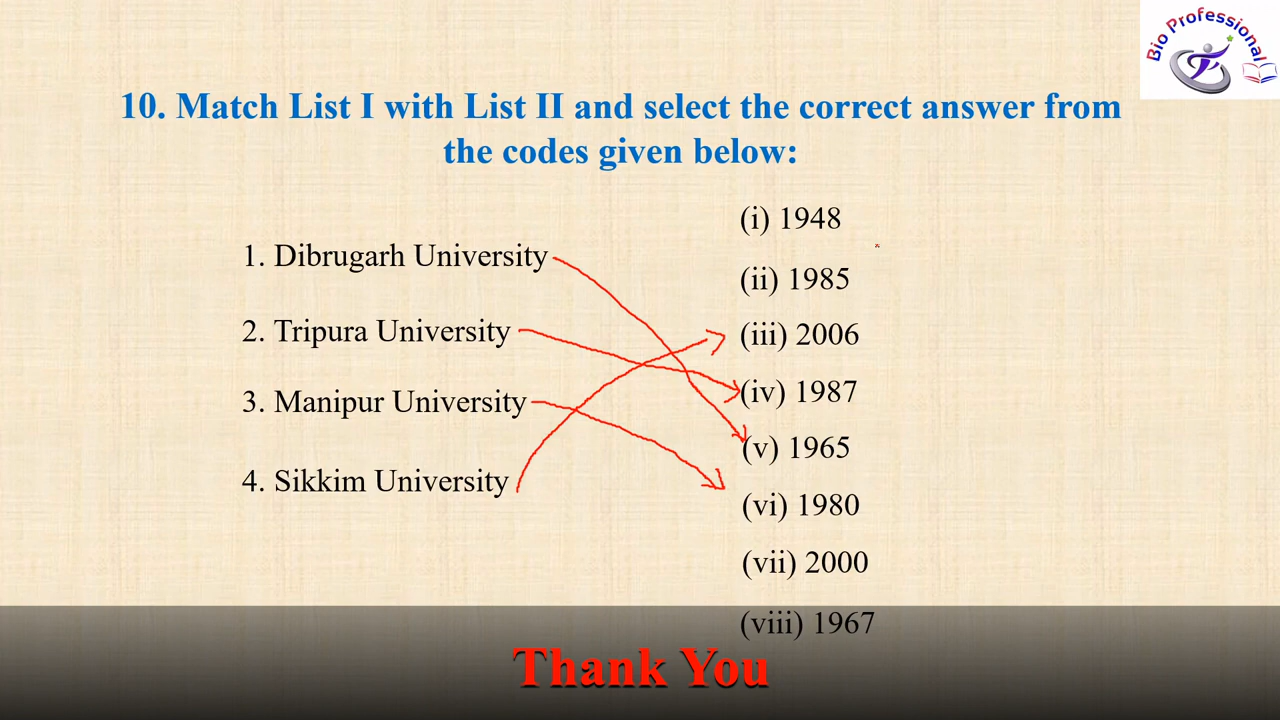 Bio Professional
10. Match List I with List II and select the correct answer from
the codes given below:
1. Dibrugarh University
2. Tripura University
3. Manipur University
4. Sikkim University
(i) 1948
(ii) 1985
(iii) 2006
(iv) 1987
(v) 1965
(vi) 1980
(vii) 2000
(viii) 1967
Thank You